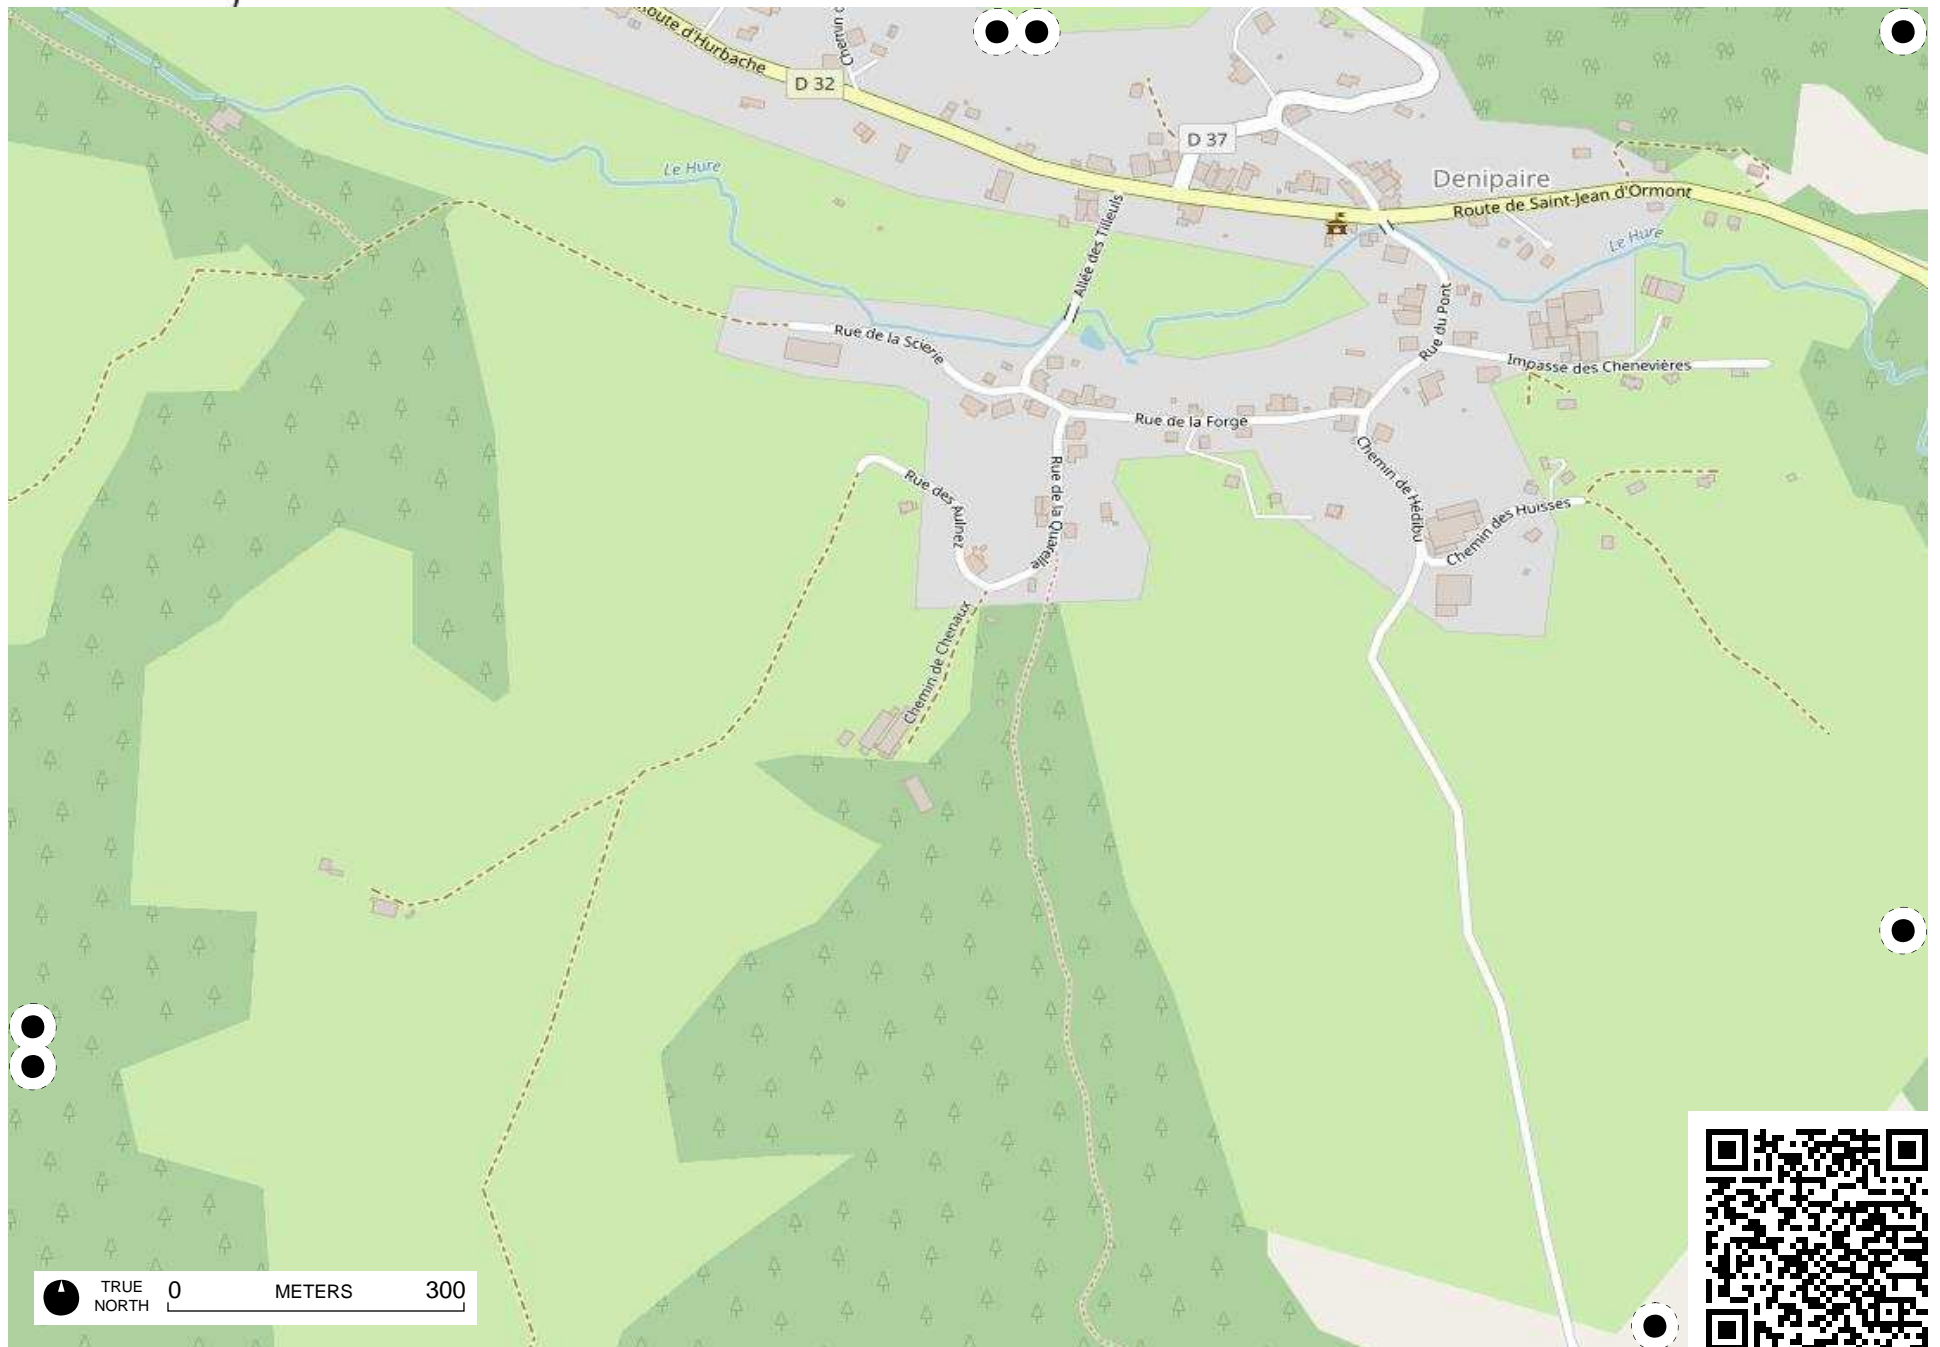 Route d'Hurbache
D 32
D 37
Le Hure
Denipaire
Route de Saint-Jean d'Ormont
Allée des Tilleuls
Le Hure
Rue de la Scierie
Rue du Pont
Impasse des Chenevières
Rue de la Forge
Chemin de Hédibu
Rue des Aulnez
Rue de la Quarelle
Chemin des Huisses
Chemin de Chenaux
TRUE
NORTH
0 METERS 300